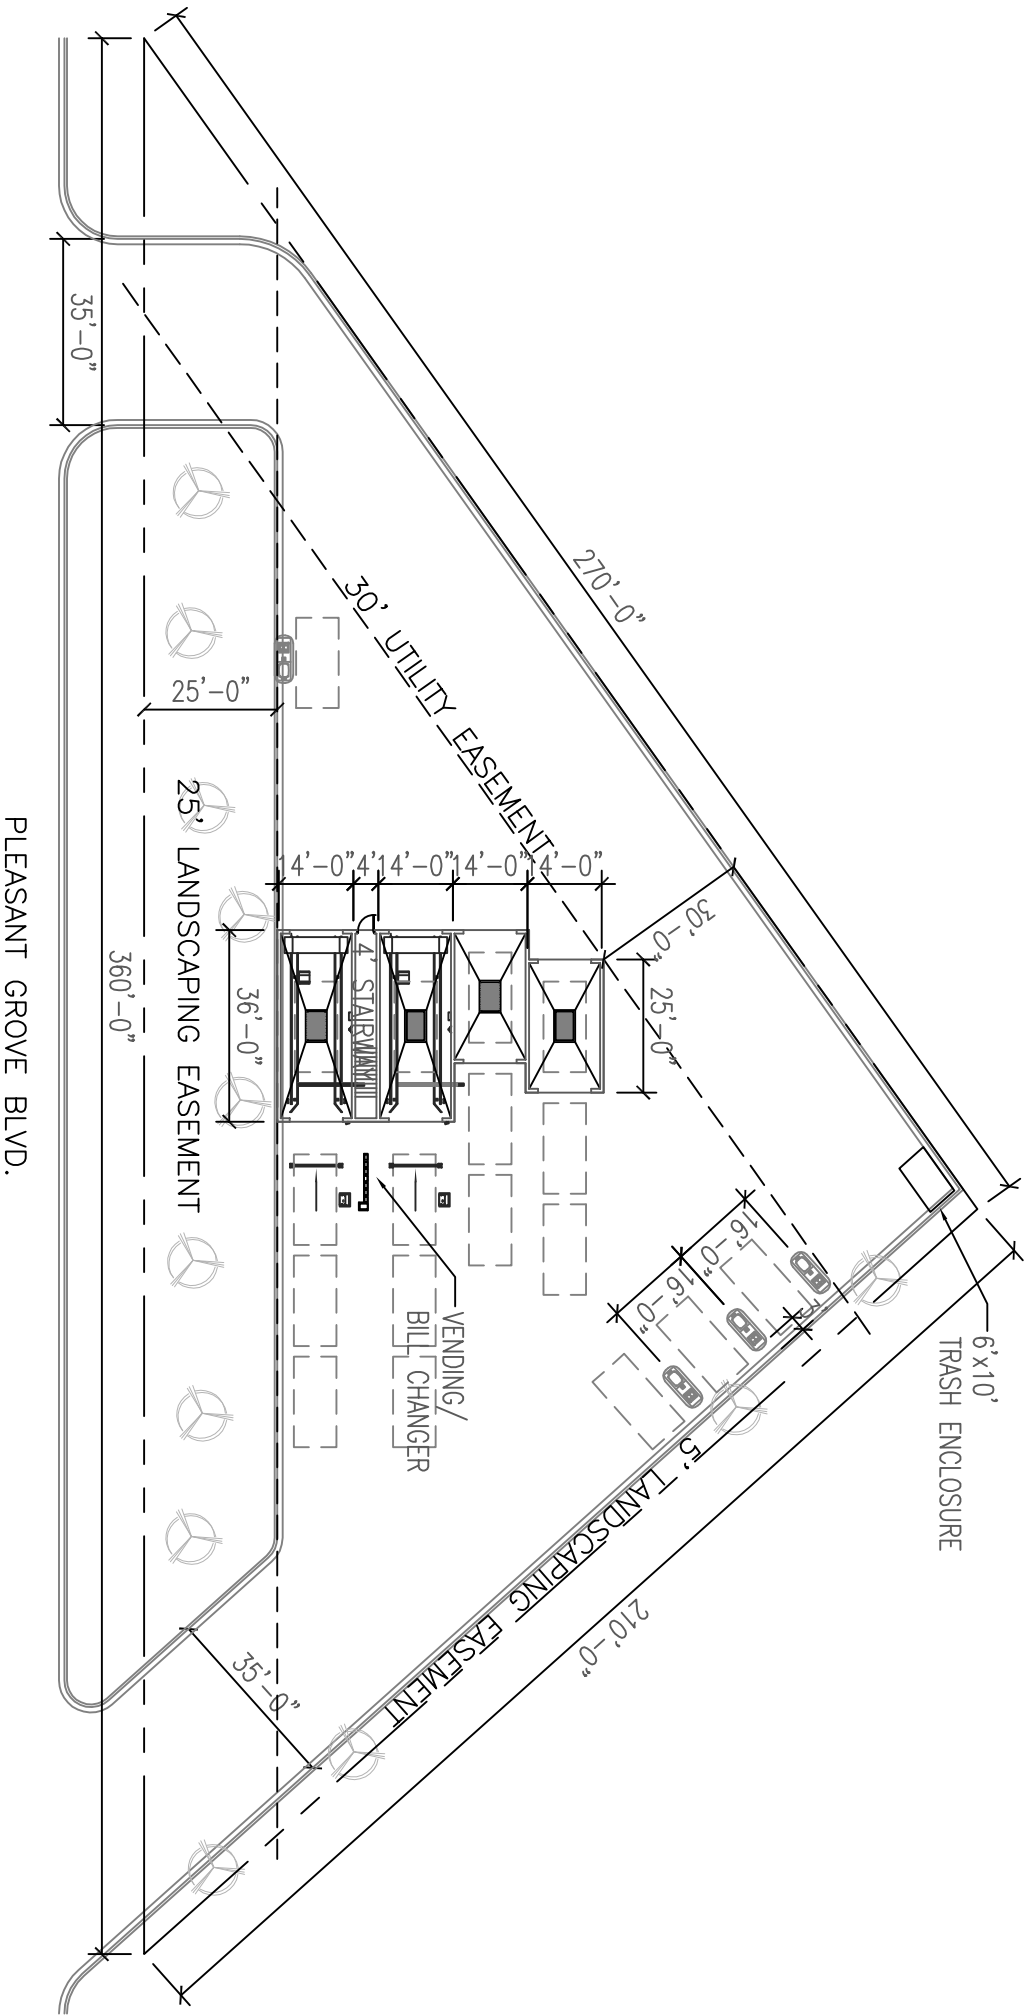 270'-0"
30' UTILITY EASEMENT
30'-0"
6'x10'
TRASH ENCLOSURE
14'-0"
4'
14'-0"
14'-0"
14'-0"
25'-0"
4' STAIRWAY
36'-0"
16'-0"
16'-0"
5'
VENDING/
BILL CHANGER
5' LANDSCAPING EASEMENT
210'-0"
35'-0"
35'-0"
25'-0"
25' LANDSCAPING EASEMENT
360'-0"
PLEASANT GROVE BLVD.